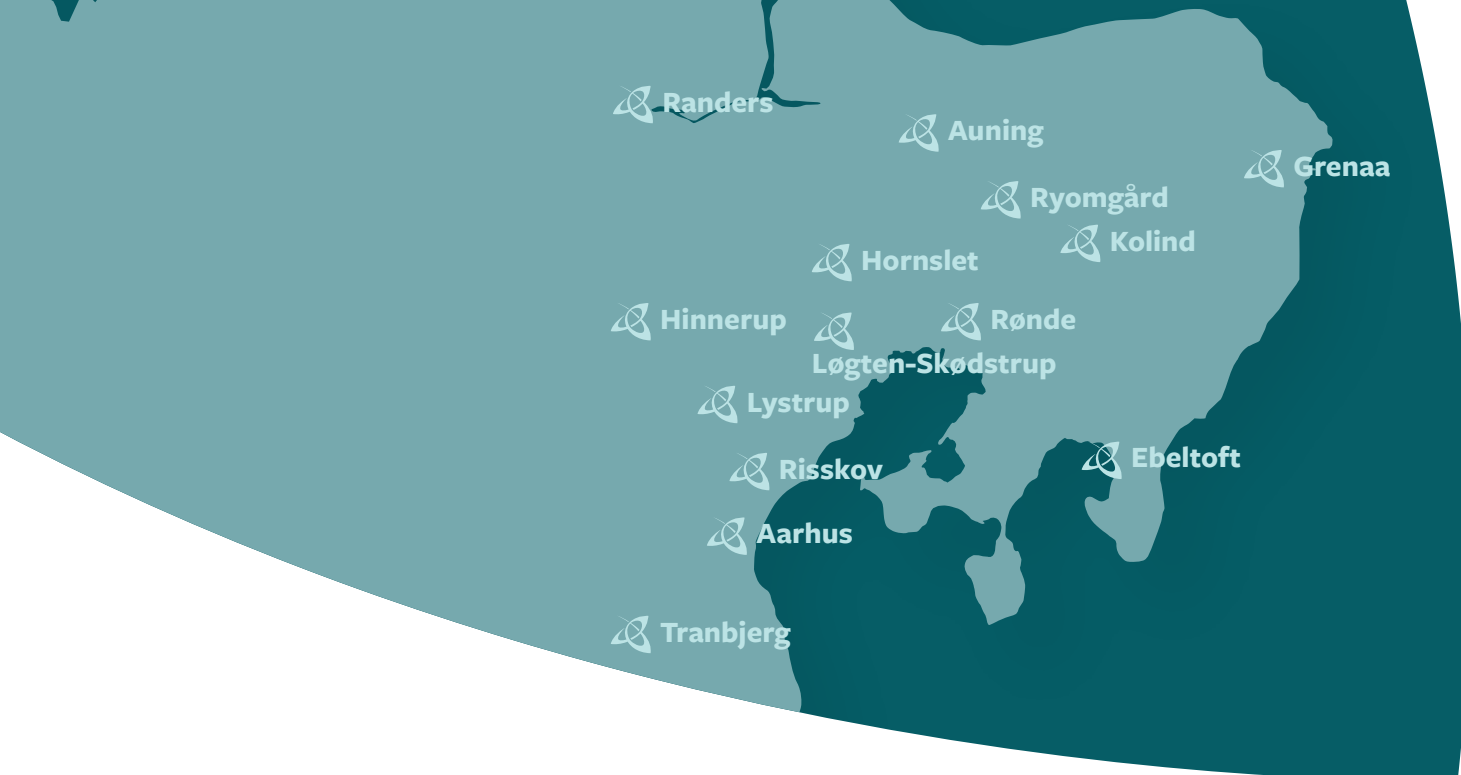 Randers
Auning
Grenaa
Ryomgård
Kolind
Hornslet
Hinnerup
Rønde
Løgten-Skødstrup
Lystrup
Ebeltoft
Risskov
Aarhus
Tranbjerg